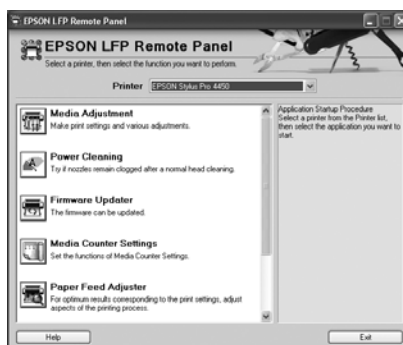 EPSON LFP Remote Panel
EPSON LFP Remote Panel
Select a printer, then select the function you want to perform.
Printer EPSON Stylus Pro 4450
Media Adjustment
Make print settings and various adjustments.
Power Cleaning
Try if nozzles remain clogged after a normal head cleaning.
Firmware Updater
The firmware can be updated.
Media Counter Settings
Set the functions of Media Counter Settings.
Paper Feed Adjuster
For optimum results corresponding to the print settings, adjust
aspects of the printing process.
Application Startup Procedure
Select a printer from the Printer list,
then select the application you want to
start.
Help
Exit